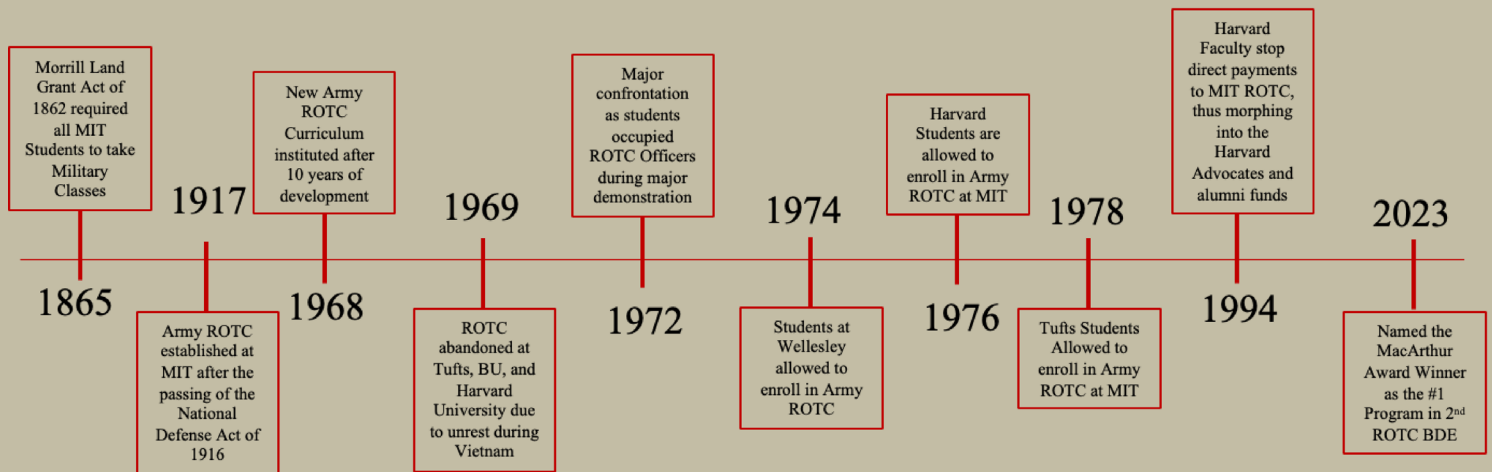 Morrill Land
Grant Act of
1862 required
all MIT
Students to take
Military
Classes
1865
1917
Army ROTC
established at
MIT after the
passing of the
National
Defense Act of
1916
New Army
ROTC
Curriculum
instituted after
10 years of
development
1968
1969
ROTC
abandoned at
Tufts, BU, and
Harvard
University due
to unrest during
Vietnam
Major
confrontation
as students
occupied
ROTC Officers
during major
demonstration
1972
1974
Students at
Wellesley
allowed to
enroll in Army
ROTC
Harvard
Students are
allowed to
enroll in Army
ROTC at MIT
1976
1978
Tufts Students
Allowed to
enroll in Army
ROTC at MIT
Harvard
Faculty stop
direct payments
to MIT ROTC,
thus morphing
into the
Harvard
Advocates and
alumni funds
1994
2023
Named the
MacArthur
Award Winner
as the #1
Program in 2nd
ROTC BDE